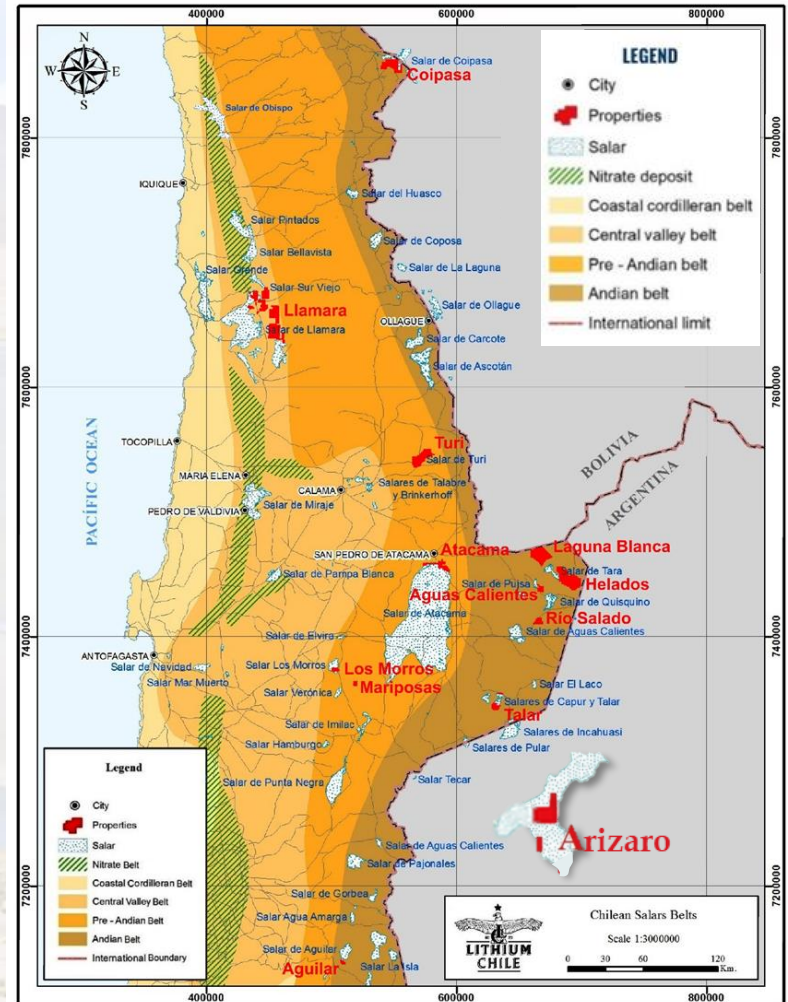 400000
600000
800000
N
W
E
S
Salar de Coipasa
Coipasa
LEGEND
City
Properties
Salar
Nitrate deposit
Coastal cordilleran belt
Central valley belt
Pre - Andian belt
Andian belt
International limit
Salar de Obispo
7800000
7800000
IQUIQUE
Salar del Huasco
Salar Pintados
Salar de Coposa
Salar Bellavista
Salar Grande
Salar de La Laguna
Salar Sur Viejo
Llamara
Salar de Ollague
OLLAGUE
Salar de Llamara
Salar de Carcote
Salar de Ascotán
7600000
7600000
PACÍFIC OCEAN
TOCOPILLA
Turi
Salar de Turi
BOLIVIA
ARGENTINA
MARIA ELENA
CALAMA
Salares de Talabre
y Brinkerhoff
PEDRO DE VALDIVIA
Salar de Miraje
SAN PEDRO DE ATACAMA
Atacama
Laguna Blanca
Salar de Tara
Salar de Pampa Blanca
Salar de Pujsa
Helados
Aguas Calientes
Salar de Quisquino
Salar de Atacama
Río Salado
7400000
7400000
Salar de Elvira
Salar de Aguas Calientes
ANTOFAGASTA
Salar de Navidad
Salar Los Morros
Los Morros
Salar Mar Muerto
Mariposas
Salar El Laco
Salar Verónica
Salares de Capur y Talar
Talar
Salar de Imilac
Salares de Incahuasi
Salar Hamburgo
Salares de Pular
Salar Tecar
Salar de Punta Negra
Arizaro
Legend
City
Properties
Salar
Nitrate Belt
Coastal Cordilleran Belt
Central Valley Belt
Pre - Andian Belt
Andian Belt
International Boundary
Salar de Aguas Calientes
Salar de Pajonales
7200000
7200000
Salar de Gorbea
Salar Agua Amarga
Salar de Aguilar
Aguilar
Salar La Isla
LITHIUM
CHILE
Chilean Salars Belts
Scale 1:3000000
0 30 60 120
Km.
400000
600000
800000